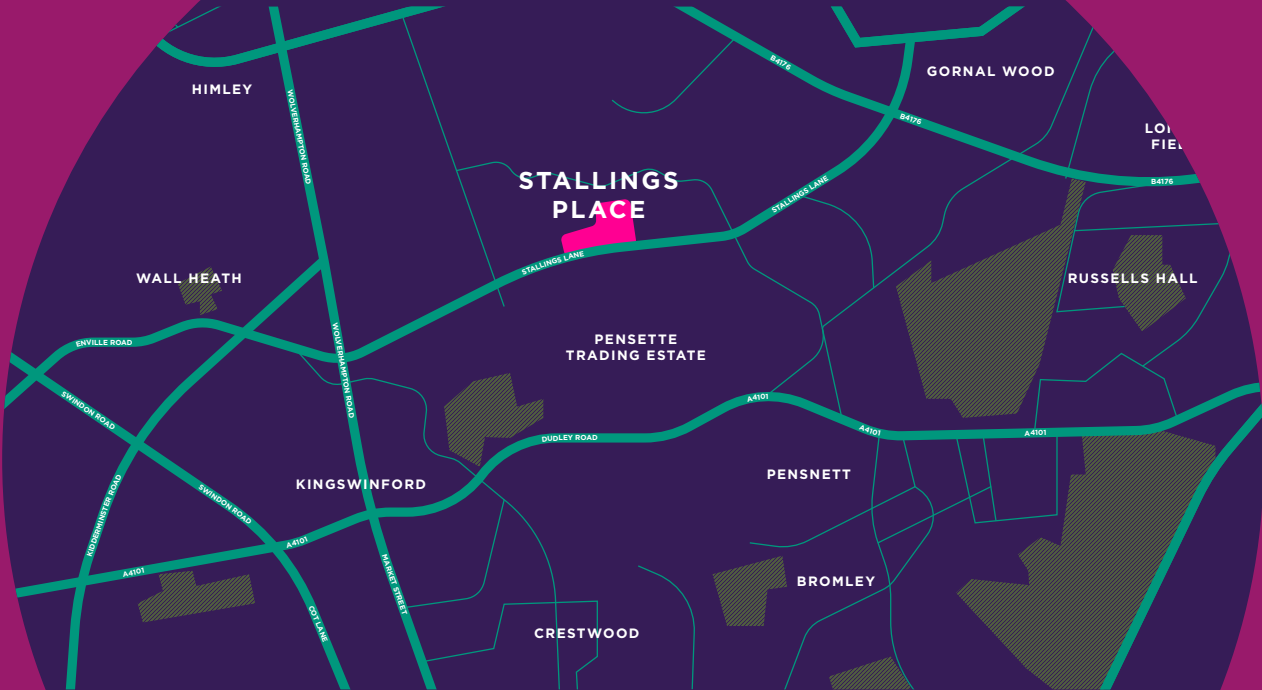 B4176
GORNAL WOOD
HIMLEY
WOLVERHAMPTON ROAD
B4176
B4176
STALLINGS
PLACE
STALLINGS LANE
STALLINGS LANE
WALL HEATH
RUSSELLS HALL
ENVILLE ROAD
WOLVERHAMPTON ROAD
PENSETTE
TRADING ESTATE
SWINDON ROAD
A4101
A4101
A4101
DUDLEY ROAD
PENSNETT
KINGSWINFORD
SWINDON ROAD
KIDDERMINSTER ROAD
A4101
A4101
MARKET STREET
BROMLEY
COT LANE
CRESTWOOD